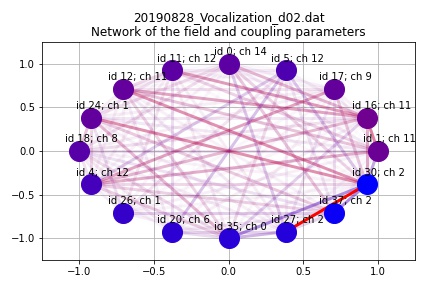 20190828_Vocalization_d02.dat
Network of the field and coupling parameters
id 0; ch 14
id 11; ch 12
id 5; ch 12
id 12; ch 11
id 17; ch 9
id 24; ch 1
id 16; ch 11
id 18; ch 8
id 1; ch 11
id 4; ch 12
id 30; ch 2
id 26; ch 1
id 37; ch 2
id 20; ch 6
id 35; ch 0
id 27; ch 2
1.0
0.5
0.0
−0.5
−1.0
−1.0 −0.5 0.0 0.5 1.0